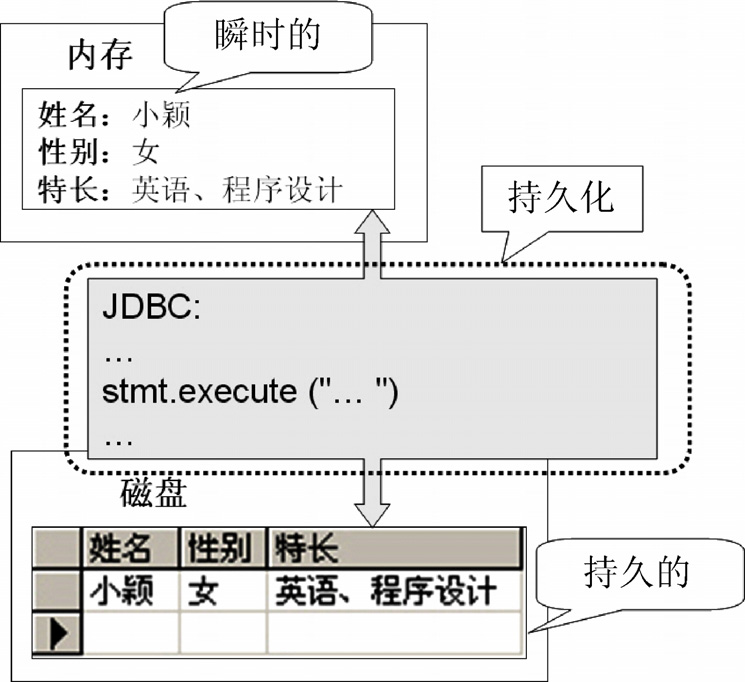 瞬时的
内存
姓名：小颖
性别：女
特长：英语、程序设计
持久化
JDBC:
…
stmt.execute ("… ")
…
磁盘
姓名 性别 特长
小颖 女 英语、程序设计
持久的